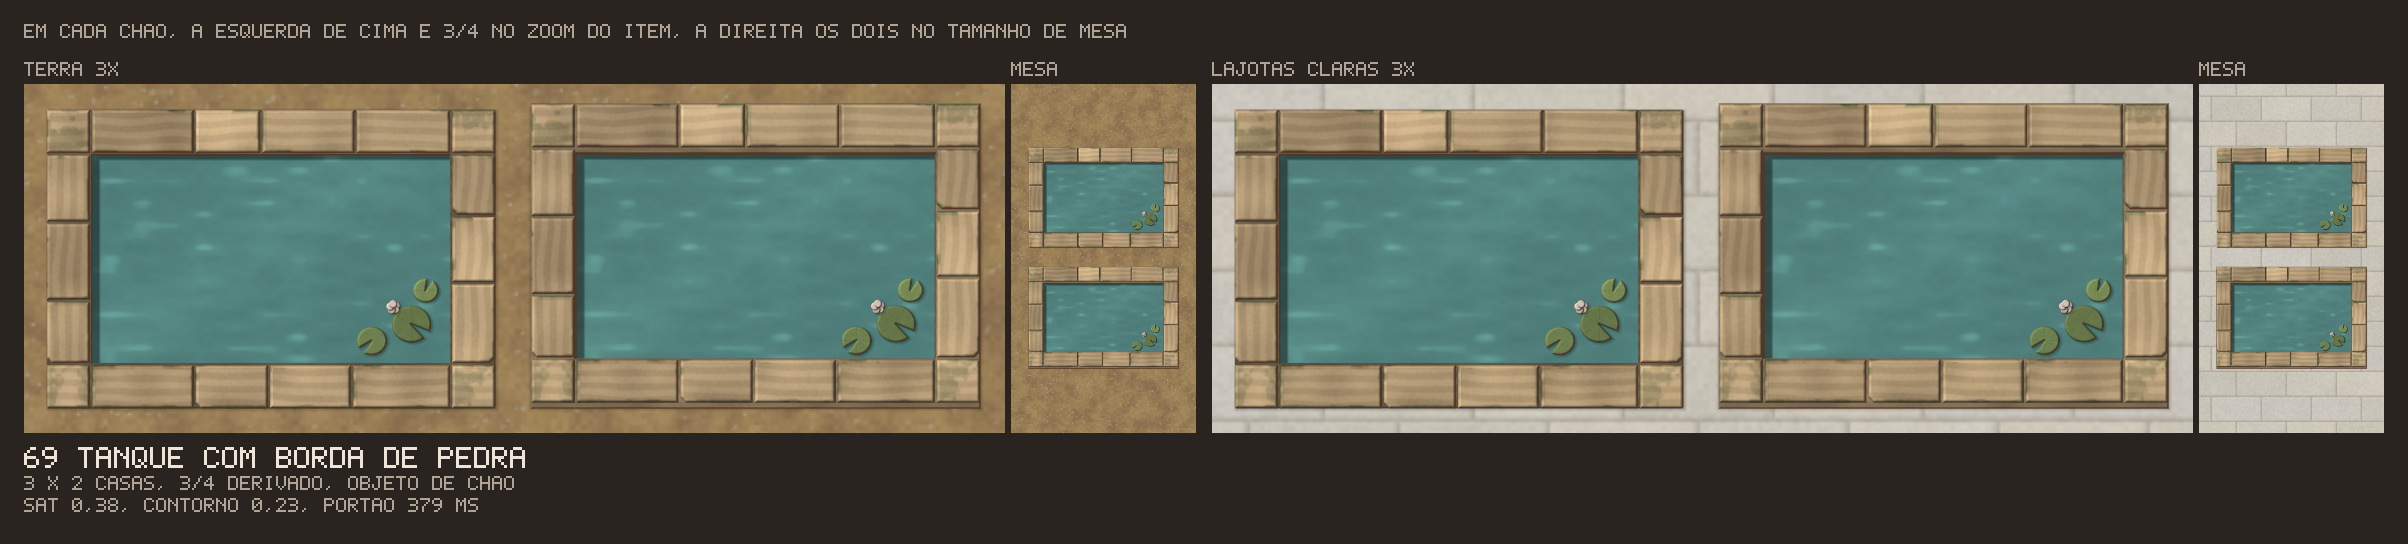 EM CADA CHAO, A ESQUERDA DE CIMA E 3/4 NO ZOOM DO ITEM, A DIREITA OS DOIS NO TAMANHO DE MESA
TERRA 3X
MESA
LAJOTAS CLARAS 3X
MESA
69 TANQUE COM BORDA DE PEDRA
3 X 2 CASAS, 3/4 DERIVADO, OBJETO DE CHAO
SAT 0,38, CONTORNO 0,23, PORTAO 379 MS